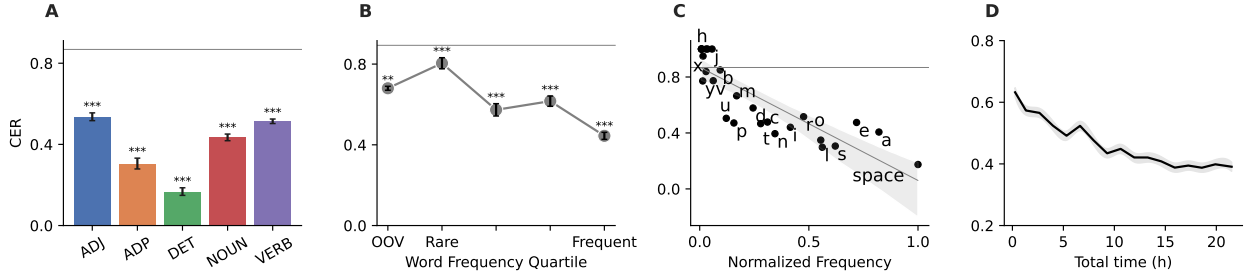 A
CER
0.8
0.4
0.0
***
***
***
***
***
ADJ
ADP
DET
NOUN
VERB
B
0.8
0.4
0.0
**
***
***
***
***
OOV
Rare
Frequent
Word Frequency Quartile
C
0.8
0.4
0.0
h
j
x
b
y
v
m
u
p
d
c
t
n
i
r
o
l
s
e
a
space
0.0
0.5
1.0
Normalized Frequency
D
0.8
0.6
0.4
0.2
0
5
10
15
20
Total time (h)